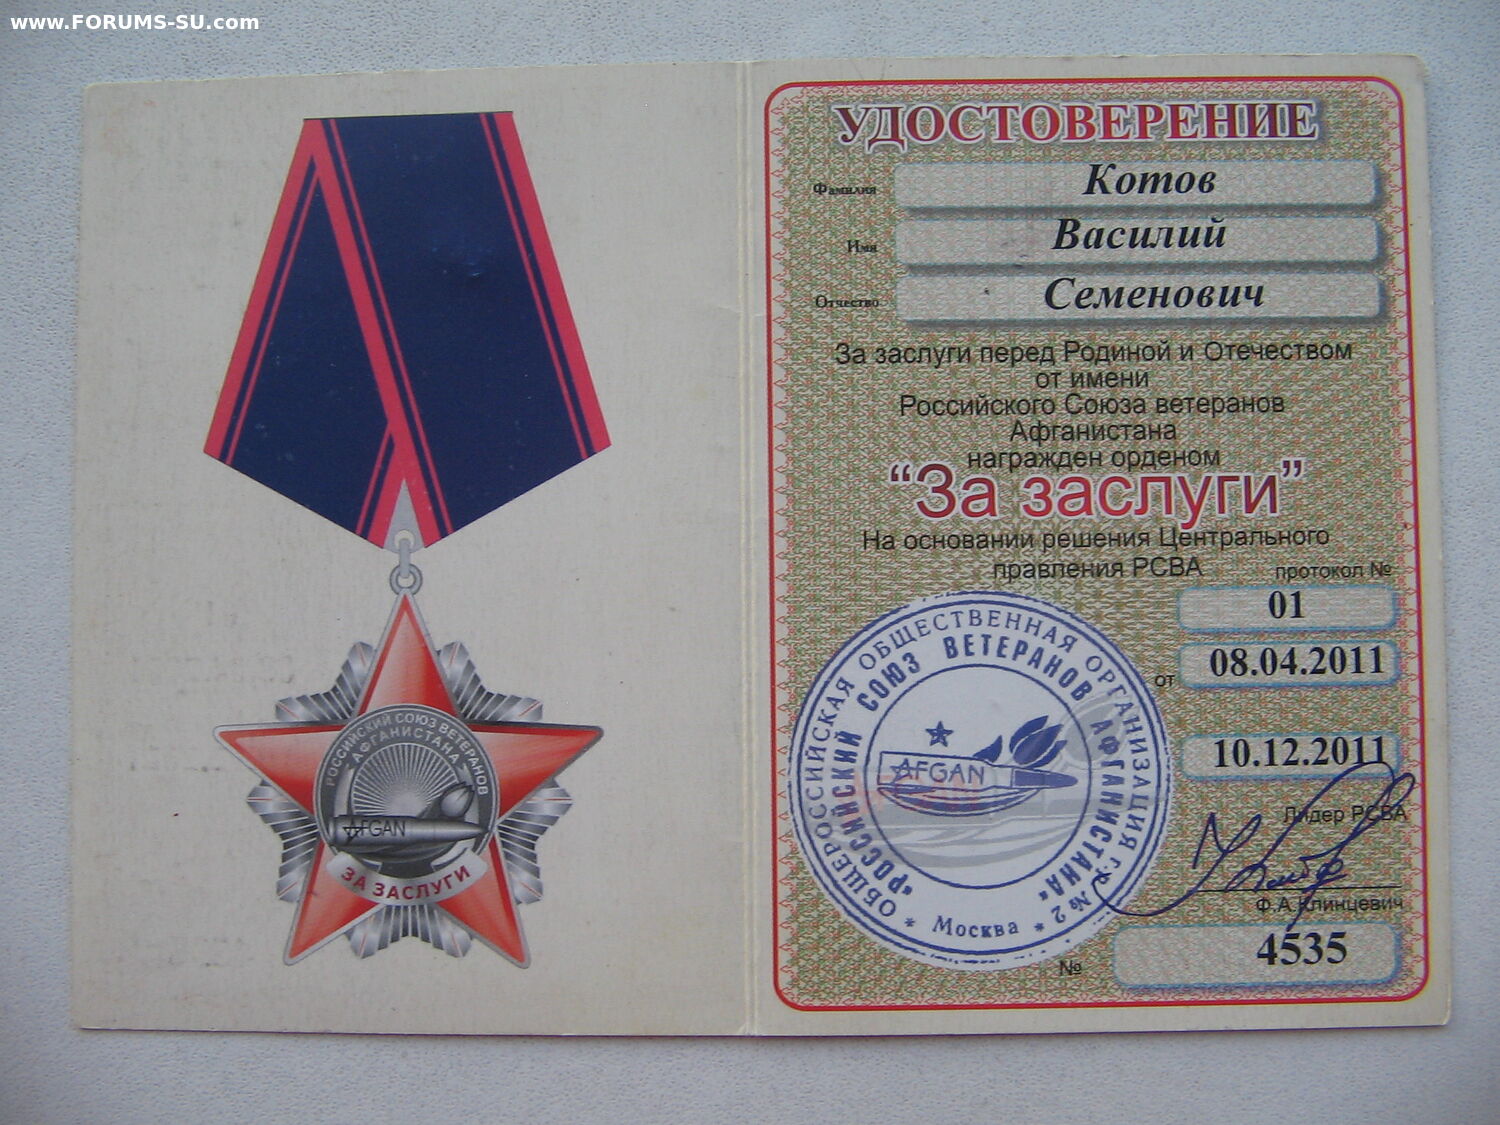 www.FORUMS-SU.com
РОССИЙСКИЙ СОЮЗ ВЕТЕРАНОВ
АФГАНИСТАНА
AFGAN
ЗА ЗАСЛУГИ
УДОСТОВЕРЕНИЕ
Фамилия Котов
Имя Василий
Отчество Семенович
За заслуги перед Родиной и Отечеством
от имени
Российского Союза ветеранов
Афганистана
награжден орденом
“За заслуги”
На основании решения Центрального
правления РСВА протокол №
01
от 08.04.2011
10.12.2011
Лидер РСВА
Ф.А.Клинцевич
№ 4535
ОБЩЕРОССИЙСКАЯ ОБЩЕСТВЕННАЯ ОРГАНИЗАЦИЯ
"РОССИЙСКИЙ СОЮЗ ВЕТЕРАНОВ АФГАНИСТАНА"
AFGAN
* Москва *
№ 2